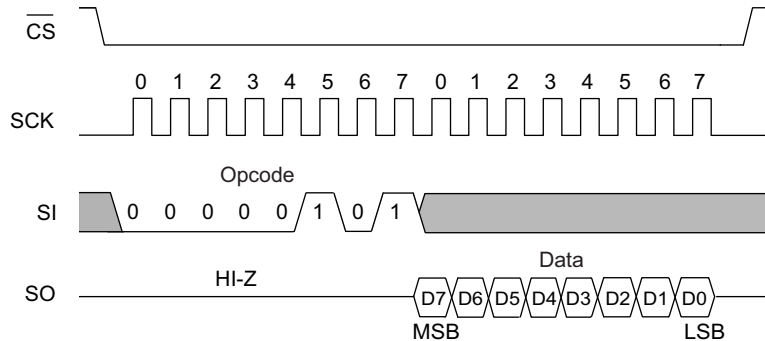 CS
0 1 2 3 4 5 6 7 0 1 2 3 4 5 6 7
SCK
Opcode
SI 0 0 0 0 0 1 0 1
HI-Z Data
SO D7 D6 D5 D4 D3 D2 D1 D0
MSB LSB